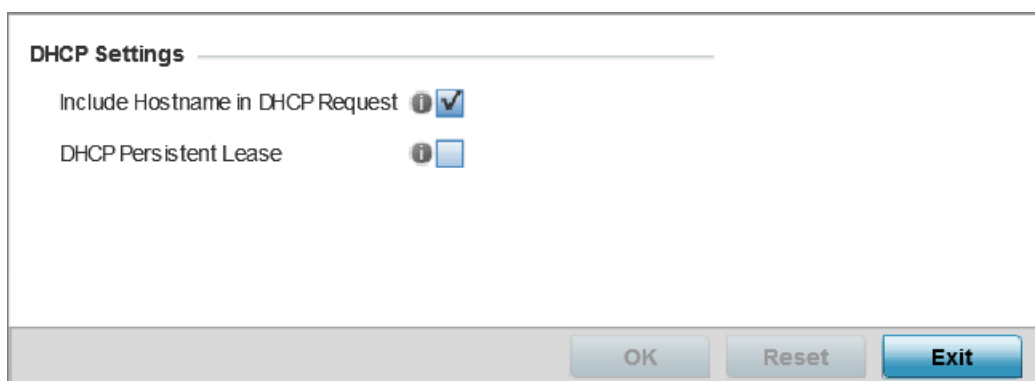 DHCP Settings
Include Hostname in DHCP Request
DHCP Persistent Lease
OK Reset Exit